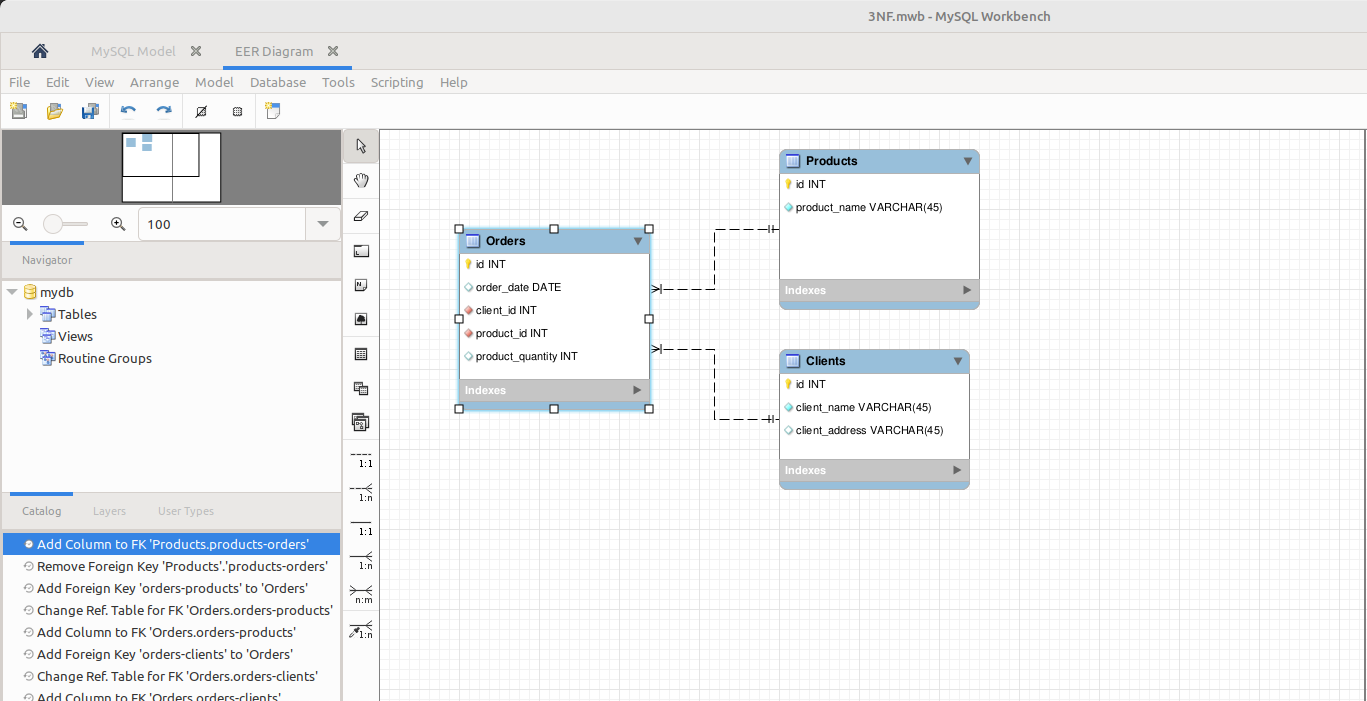 3NF.mwb - MySQL Workbench
MySQL Model
EER Diagram
File Edit View Arrange Model Database Tools Scripting Help
100
Navigator
mydb
Tables
Views
Routine Groups
Catalog Layers User Types
Add Column to FK 'Products.products-orders'
Remove Foreign Key 'Products'.'products-orders'
Add Foreign Key 'orders-products' to 'Orders'
Change Ref. Table for FK 'Orders.orders-products'
Add Column to FK 'Orders.orders-products'
Add Foreign Key 'orders-clients' to 'Orders'
Change Ref. Table for FK 'Orders.orders-clients'
Add Column to FK 'Orders.orders-clients'
1:1
1:n
1:1
1:n
n:m
1:n
Orders
id INT
order_date DATE
client_id INT
product_id INT
product_quantity INT
Indexes
Products
id INT
product_name VARCHAR(45)
Indexes
Clients
id INT
client_name VARCHAR(45)
client_address VARCHAR(45)
Indexes